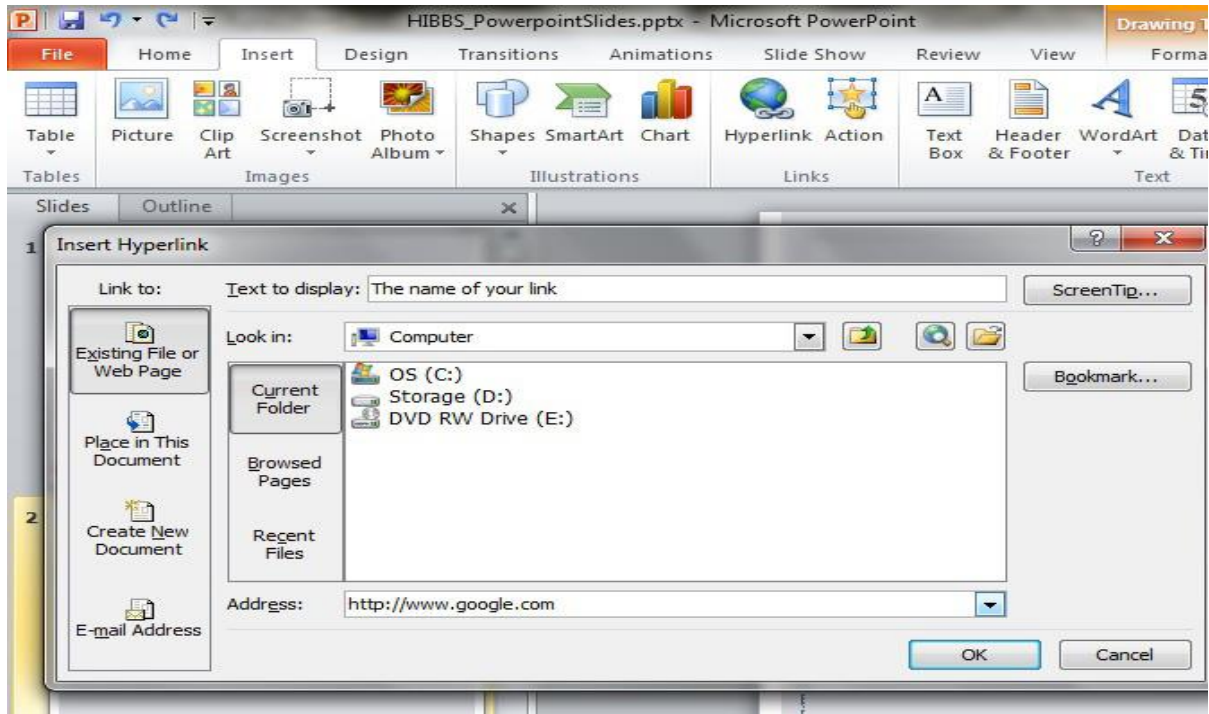 P
HIBBS_PowerpointSlides.pptx - Microsoft PowerPoint
Drawing
File Home Insert Design Transitions Animations Slide Show Review View
Table Picture Clip Art Screenshot Photo Album Shapes SmartArt Chart Hyperlink Action A Text Box Header & Footer A WordArt 5
Tables Images Illustrations Links Text
Slides Outline
1
Insert Hyperlink
Link to: Text to display: The name of your link ScreenTip...
Existing File or Web Page
Look in: Computer
Current Folder
OS (C:)
Storage (D:)
DVD RW Drive (E:)
Bookmark...
Place in This Document
Browsed Pages
2
Create New Document
Recent Files
Address: http://www.google.com
E-mail Address
OK Cancel